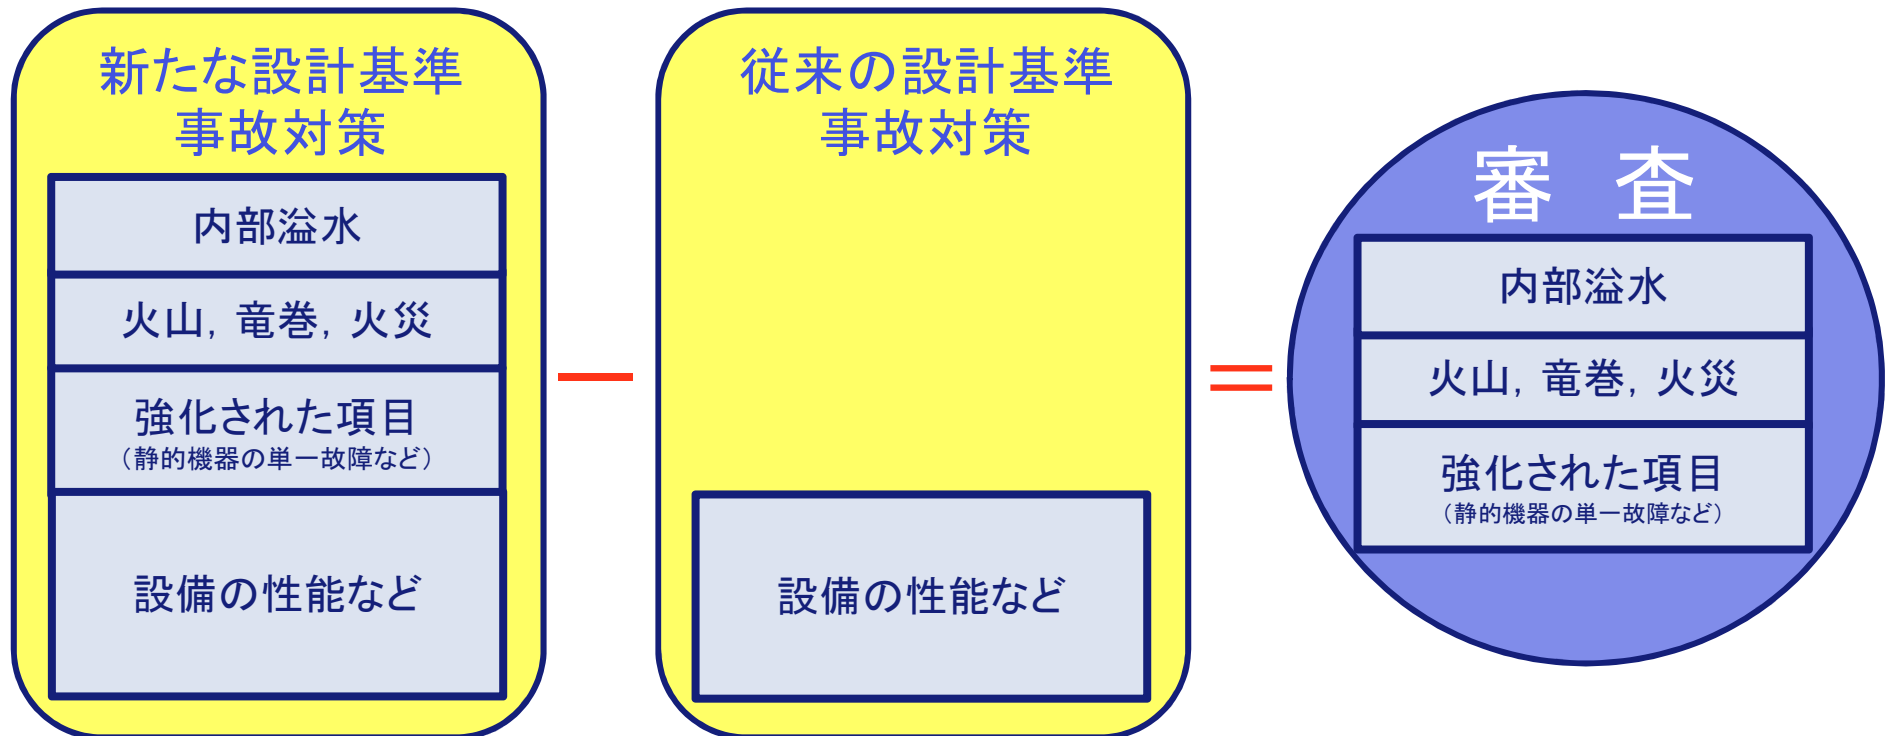 新たな設計基準
事故対策
内部溢水
火山，竜巻，火災
強化された項目
（静的機器の単一故障など）
設備の性能など
－
従来の設計基準
事故対策
設備の性能など
＝
審　査
内部溢水
火山，竜巻，火災
強化された項目
（静的機器の単一故障など）